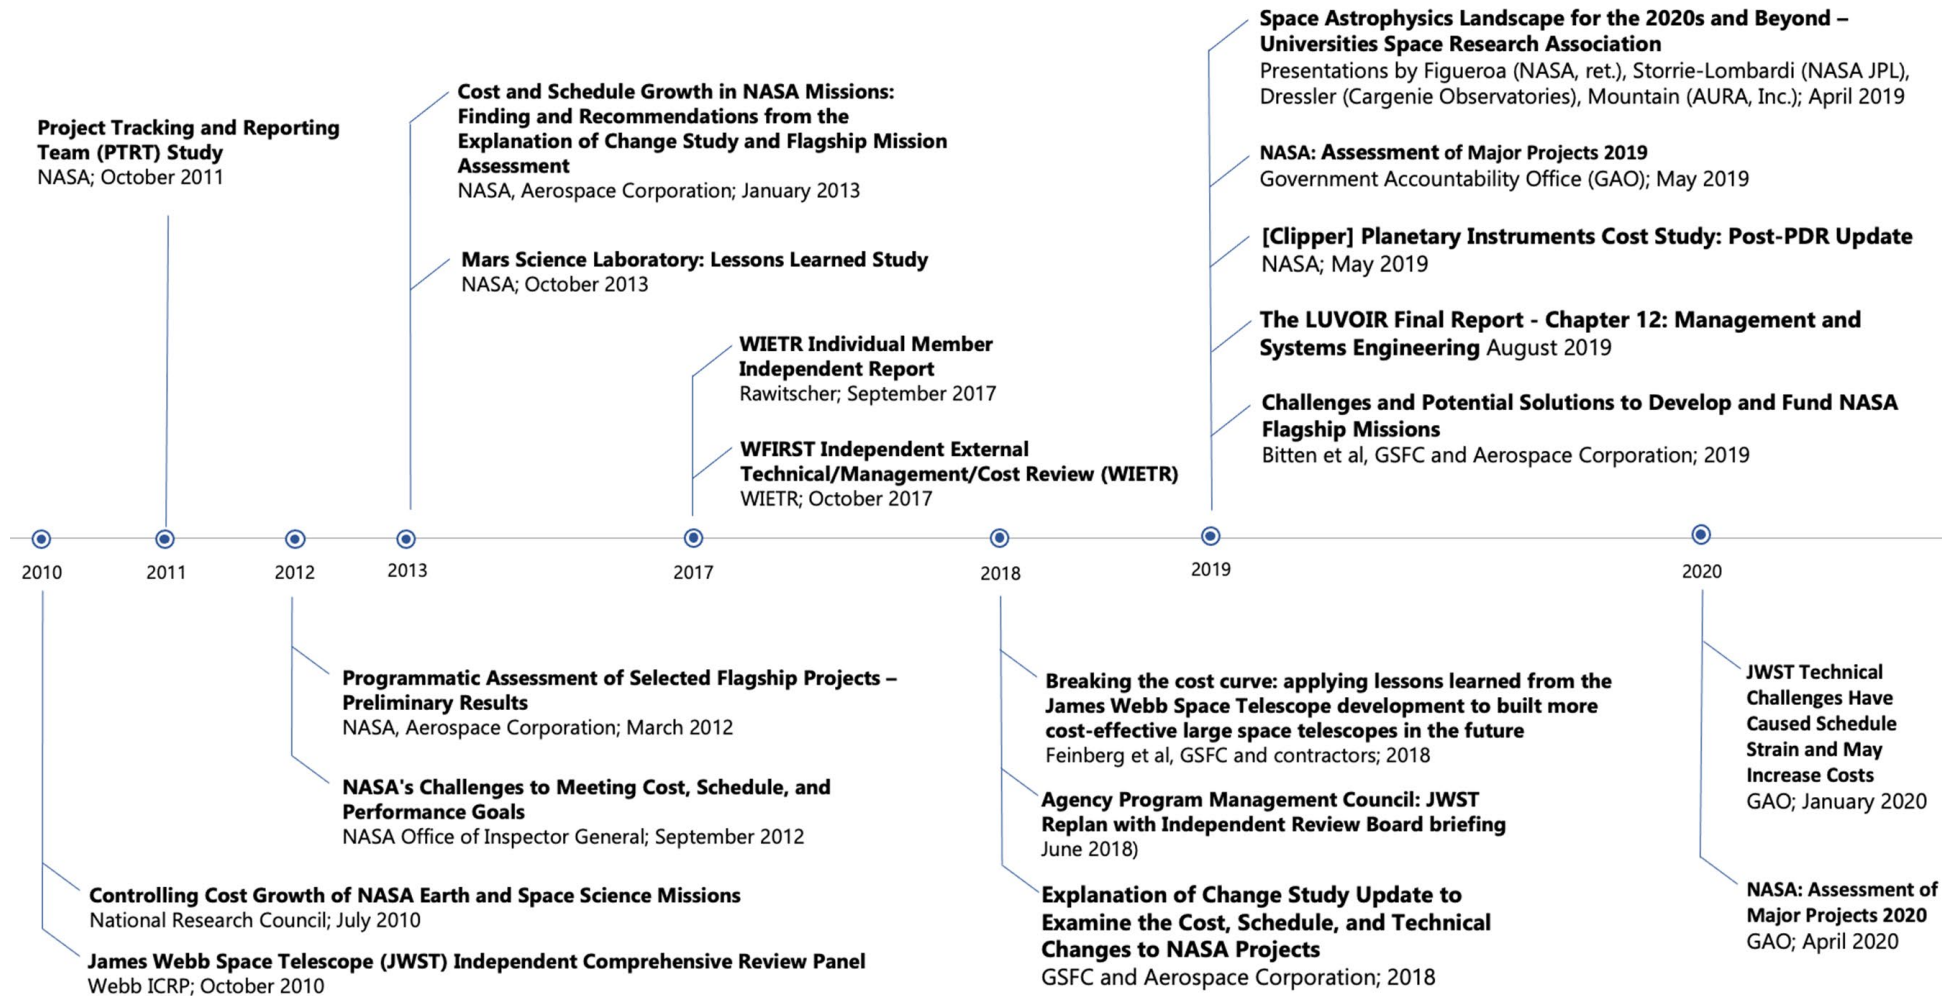 Project Tracking and Reporting
Team (PTRT) Study
NASA; October 2011
Cost and Schedule Growth in NASA Missions:
Finding and Recommendations from the
Explanation of Change Study and Flagship Mission
Assessment
NASA, Aerospace Corporation; January 2013
Mars Science Laboratory: Lessons Learned Study
NASA; October 2013
WIETR Individual Member
Independent Report
Rawitscher; September 2017
WFIRST Independent External
Technical/Management/Cost Review (WIETR)
WIETR; October 2017
Space Astrophysics Landscape for the 2020s and Beyond –
Universities Space Research Association
Presentations by Figueroa (NASA, ret.), Storrie-Lombardi (NASA JPL),
Dressler (Cargenie Observatories), Mountain (AURA, Inc.); April 2019
NASA: Assessment of Major Projects 2019
Government Accountability Office (GAO); May 2019
[Clipper] Planetary Instruments Cost Study: Post-PDR Update
NASA; May 2019
The LUVOIR Final Report - Chapter 12: Management and
Systems Engineering August 2019
Challenges and Potential Solutions to Develop and Fund NASA
Flagship Missions
Bitten et al, GSFC and Aerospace Corporation; 2019
2010
2011
2012
2013
2017
2018
2019
2020
Controlling Cost Growth of NASA Earth and Space Science Missions
National Research Council; July 2010
James Webb Space Telescope (JWST) Independent Comprehensive Review Panel
Webb ICRP; October 2010
Programmatic Assessment of Selected Flagship Projects –
Preliminary Results
NASA, Aerospace Corporation; March 2012
NASA's Challenges to Meeting Cost, Schedule, and
Performance Goals
NASA Office of Inspector General; September 2012
Breaking the cost curve: applying lessons learned from the
James Webb Space Telescope development to built more
cost-effective large space telescopes in the future
Feinberg et al, GSFC and contractors; 2018
Agency Program Management Council: JWST
Replan with Independent Review Board briefing
June 2018)
Explanation of Change Study Update to
Examine the Cost, Schedule, and Technical
Changes to NASA Projects
GSFC and Aerospace Corporation; 2018
JWST Technical
Challenges Have
Caused Schedule
Strain and May
Increase Costs
GAO; January 2020
NASA: Assessment of
Major Projects 2020
GAO; April 2020